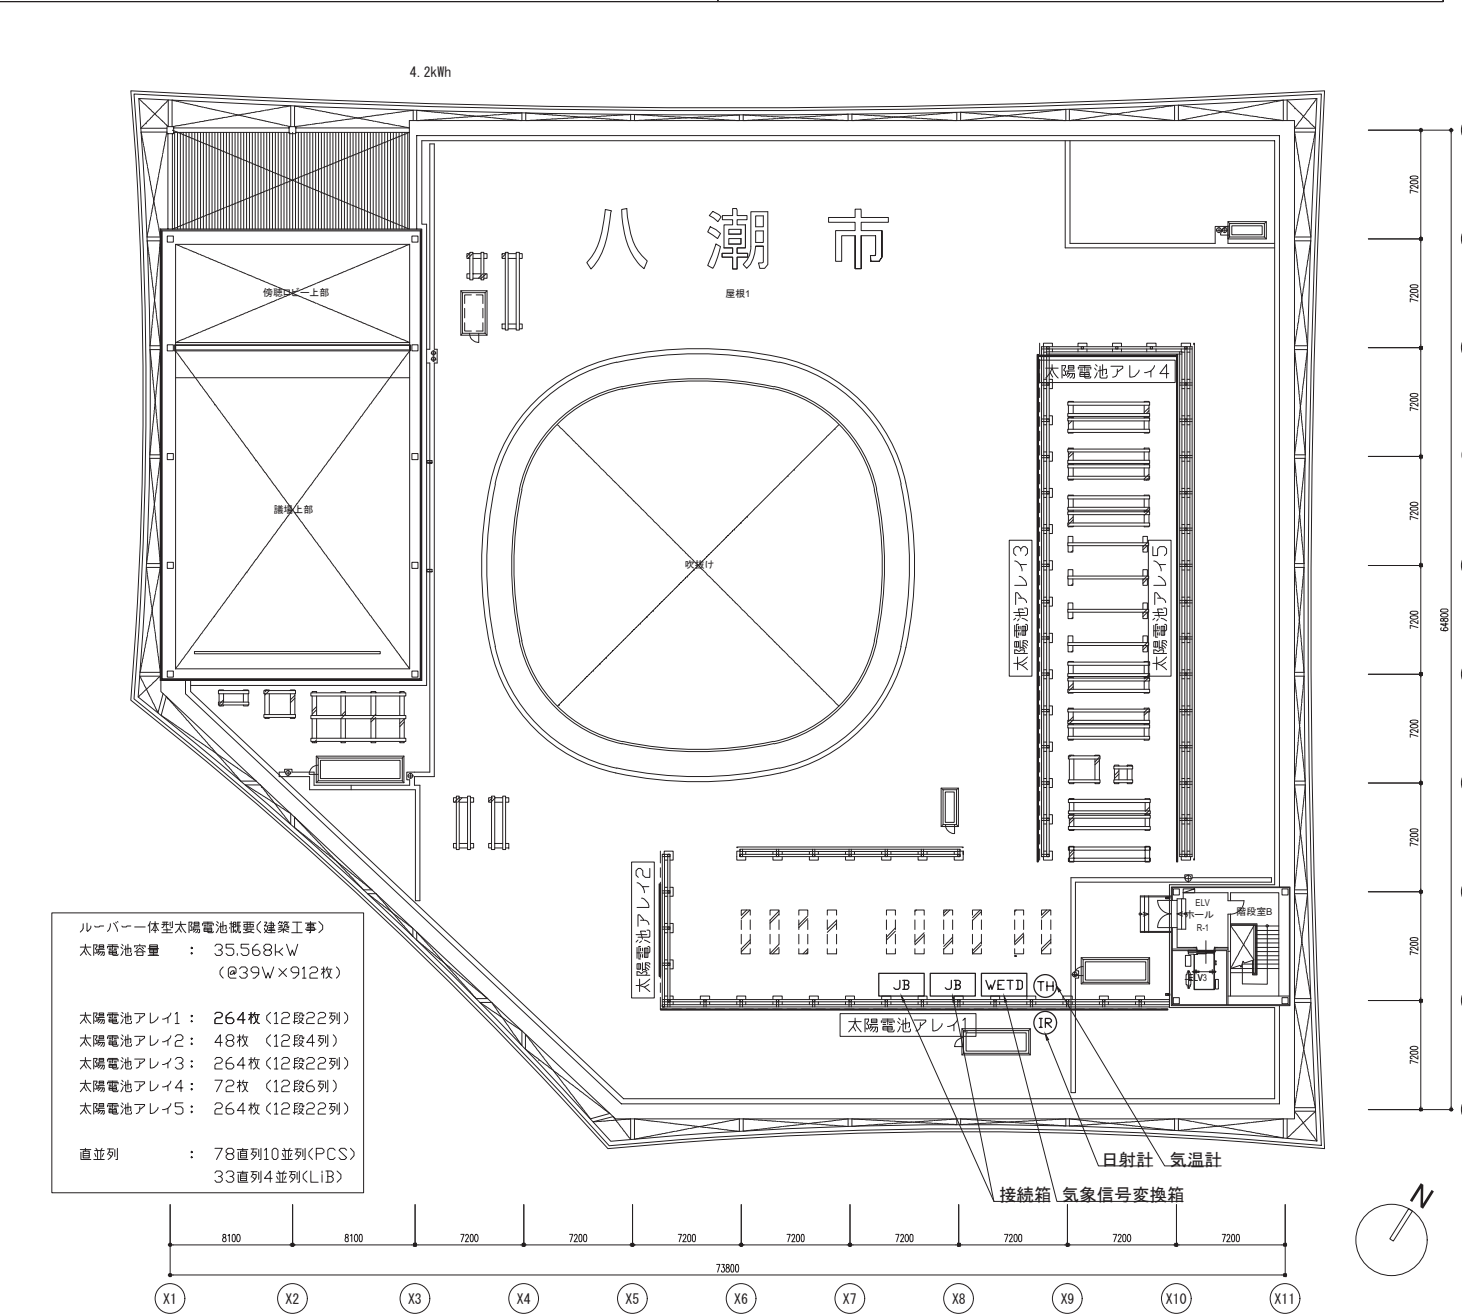 4.2kWh
八潮市
屋根1
傍聴ロビー上部
議場上部
吹抜け
太陽電池アレイ4
太陽電池アレイ3
太陽電池アレイ5
太陽電池アレイ2
太陽電池アレイ1
ELV
ホール
R-1
階段室B
ELV3
JB
JB
WETD
TH
IR
日射計
気温計
接続箱
気象信号変換箱
ルーバー一体型太陽電池概要(建築工事)
太陽電池容量 : 35.568kW
(@39W×912枚)
太陽電池アレイ1: 264枚(12段22列)
太陽電池アレイ2: 48枚 (12段4列)
太陽電池アレイ3: 264枚(12段22列)
太陽電池アレイ4: 72枚 (12段6列)
太陽電池アレイ5: 264枚(12段22列)
直並列 : 78直列10並列(PCS)
33直列4並列(LiB)
7200
7200
7200
7200
7200
7200
7200
7200
7200
64800
N
8100 8100 7200 7200 7200 7200 7200 7200 7200 7200
73800
X1 X2 X3 X4 X5 X6 X7 X8 X9 X10 X11